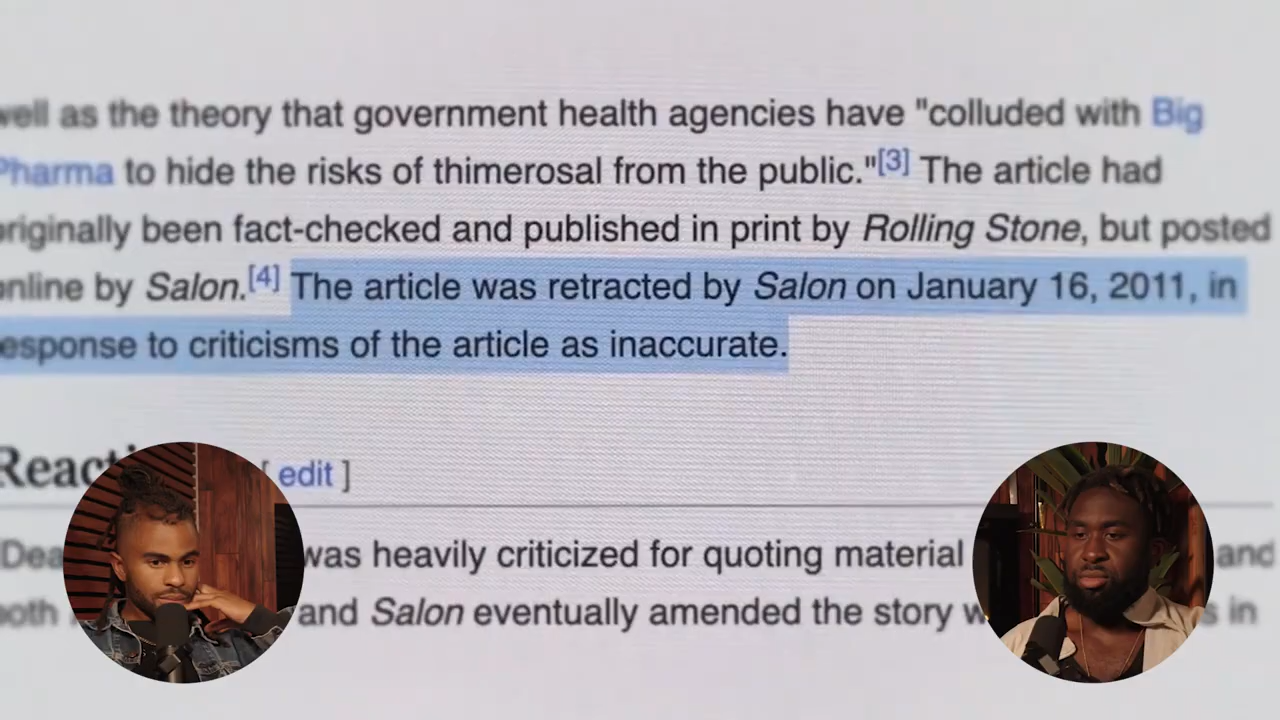 well as the theory that government health agencies have "colluded with Big
Pharma to hide the risks of thimerosal from the public."[3] The article had
originally been fact-checked and published in print by Rolling Stone, but posted
online by Salon.[4] The article was retracted by Salon on January 16, 2011, in
response to criticisms of the article as inaccurate.
[ edit ]
was heavily criticized for quoting material and
both and Salon eventually amended the story in